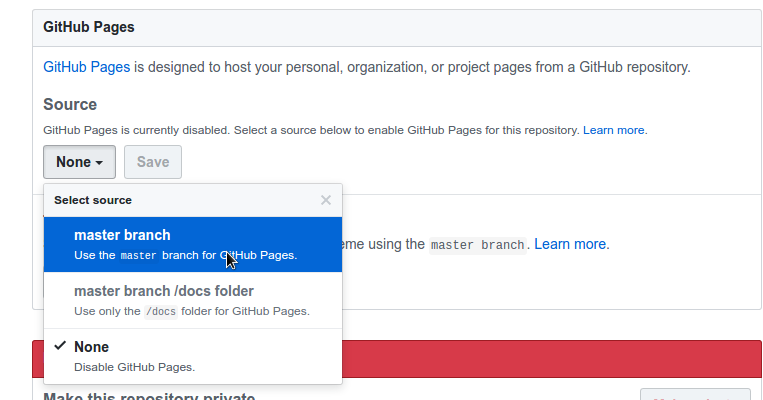 GitHub Pages
GitHub Pages is designed to host your personal, organization, or project pages from a GitHub repository.
Source
GitHub Pages is currently disabled. Select a source below to enable GitHub Pages for this repository. Learn more.
None
Save
Select source
master branch
Use the master branch for GitHub Pages.
eme using the master branch. Learn more.
master branch /docs folder
Use only the /docs folder for GitHub Pages.
None
Disable GitHub Pages.
Make this repository private